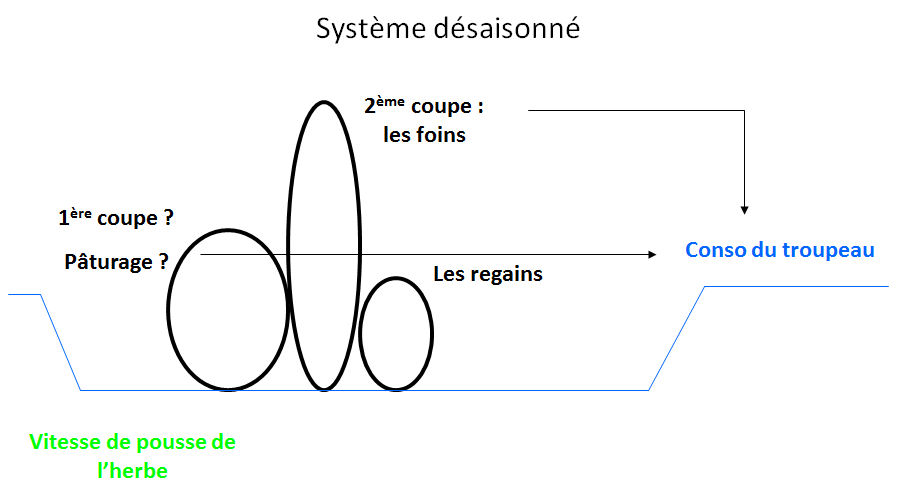 Système désaisonné
2ème coupe :
les foins
1ère coupe ?
Pâturage ?
Conso du troupeau
Les regains
Vitesse de pousse de
l’herbe